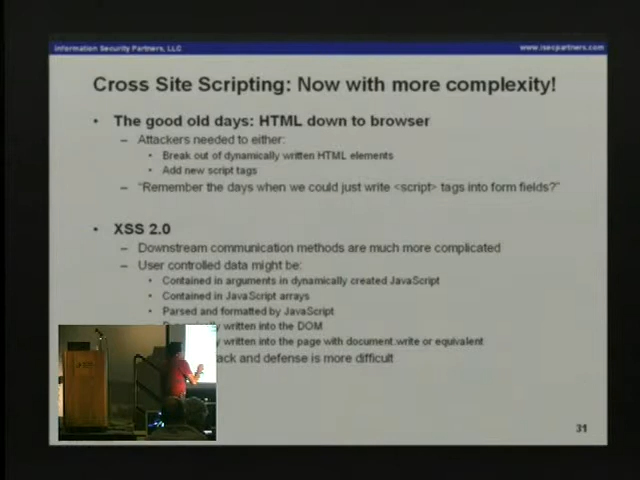 Information Security Partners, LLC
www.isecpartners.com
Cross Site Scripting: Now with more complexity!
• The good old days: HTML down to browser
– Attackers needed to either:
• Break out of dynamically written HTML elements
• Add new script tags
– "Remember the days when we could just write <script> tags into form fields?"
• XSS 2.0
– Downstream communication methods are much more complicated
– User controlled data might be:
• Contained in arguments in dynamically created JavaScript
• Contained in JavaScript arrays
• Parsed and formatted by JavaScript
written into the DOM
written into the page with document.write or equivalent
and defense is more difficult
31